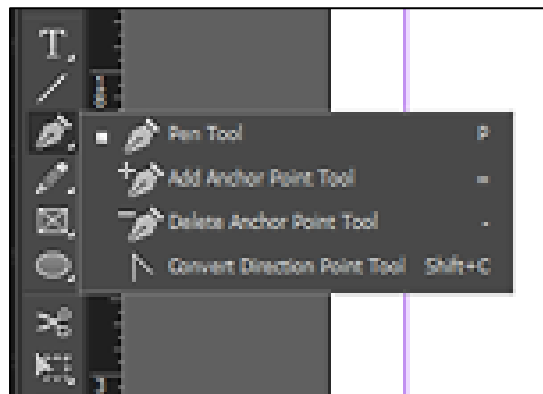 T
Pen Tool P
Add Anchor Point Tool =
Delete Anchor Point Tool -
Convert Direction Point Tool Shift+C